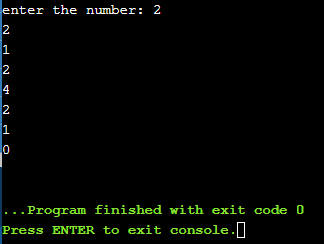 enter the number: 2
2
1
2
4
2
1
0
...Program finished with exit code 0
Press ENTER to exit console.